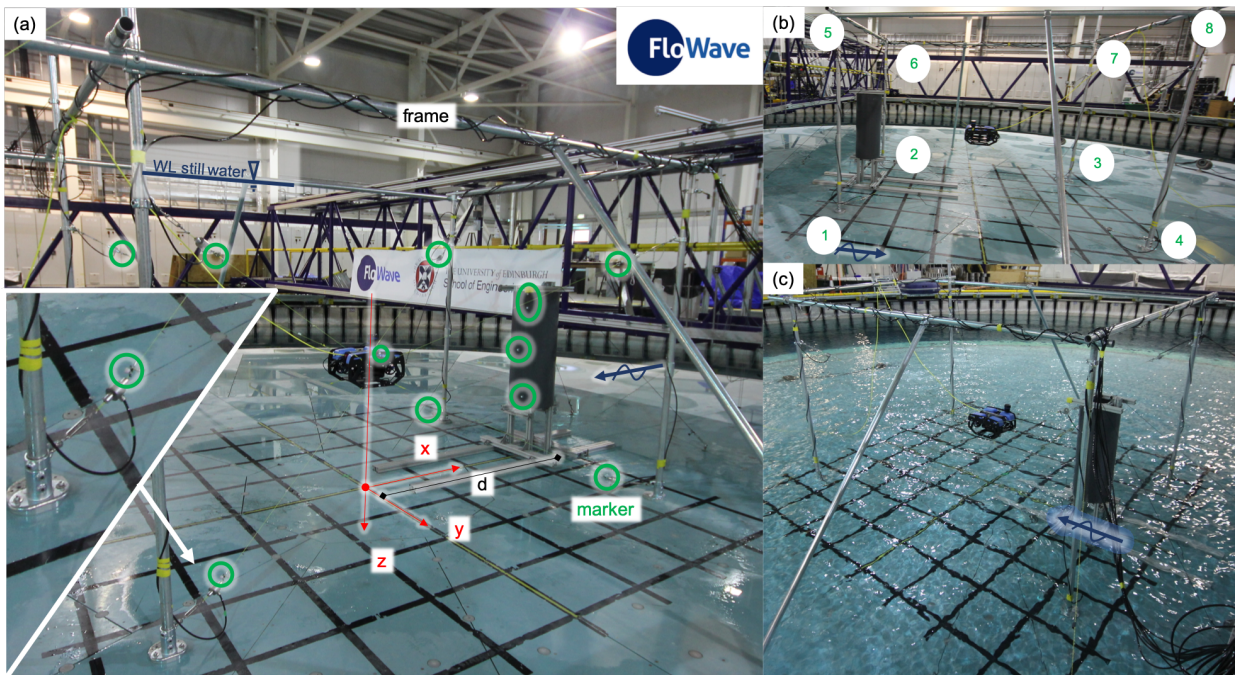 (a)
FloWave
frame
WL still water
FloWave
THE UNIVERSITY of EDINBURGH
School of Engineering
x
d
y
z
marker
(b)
5
8
6
7
2
3
1
4
(c)